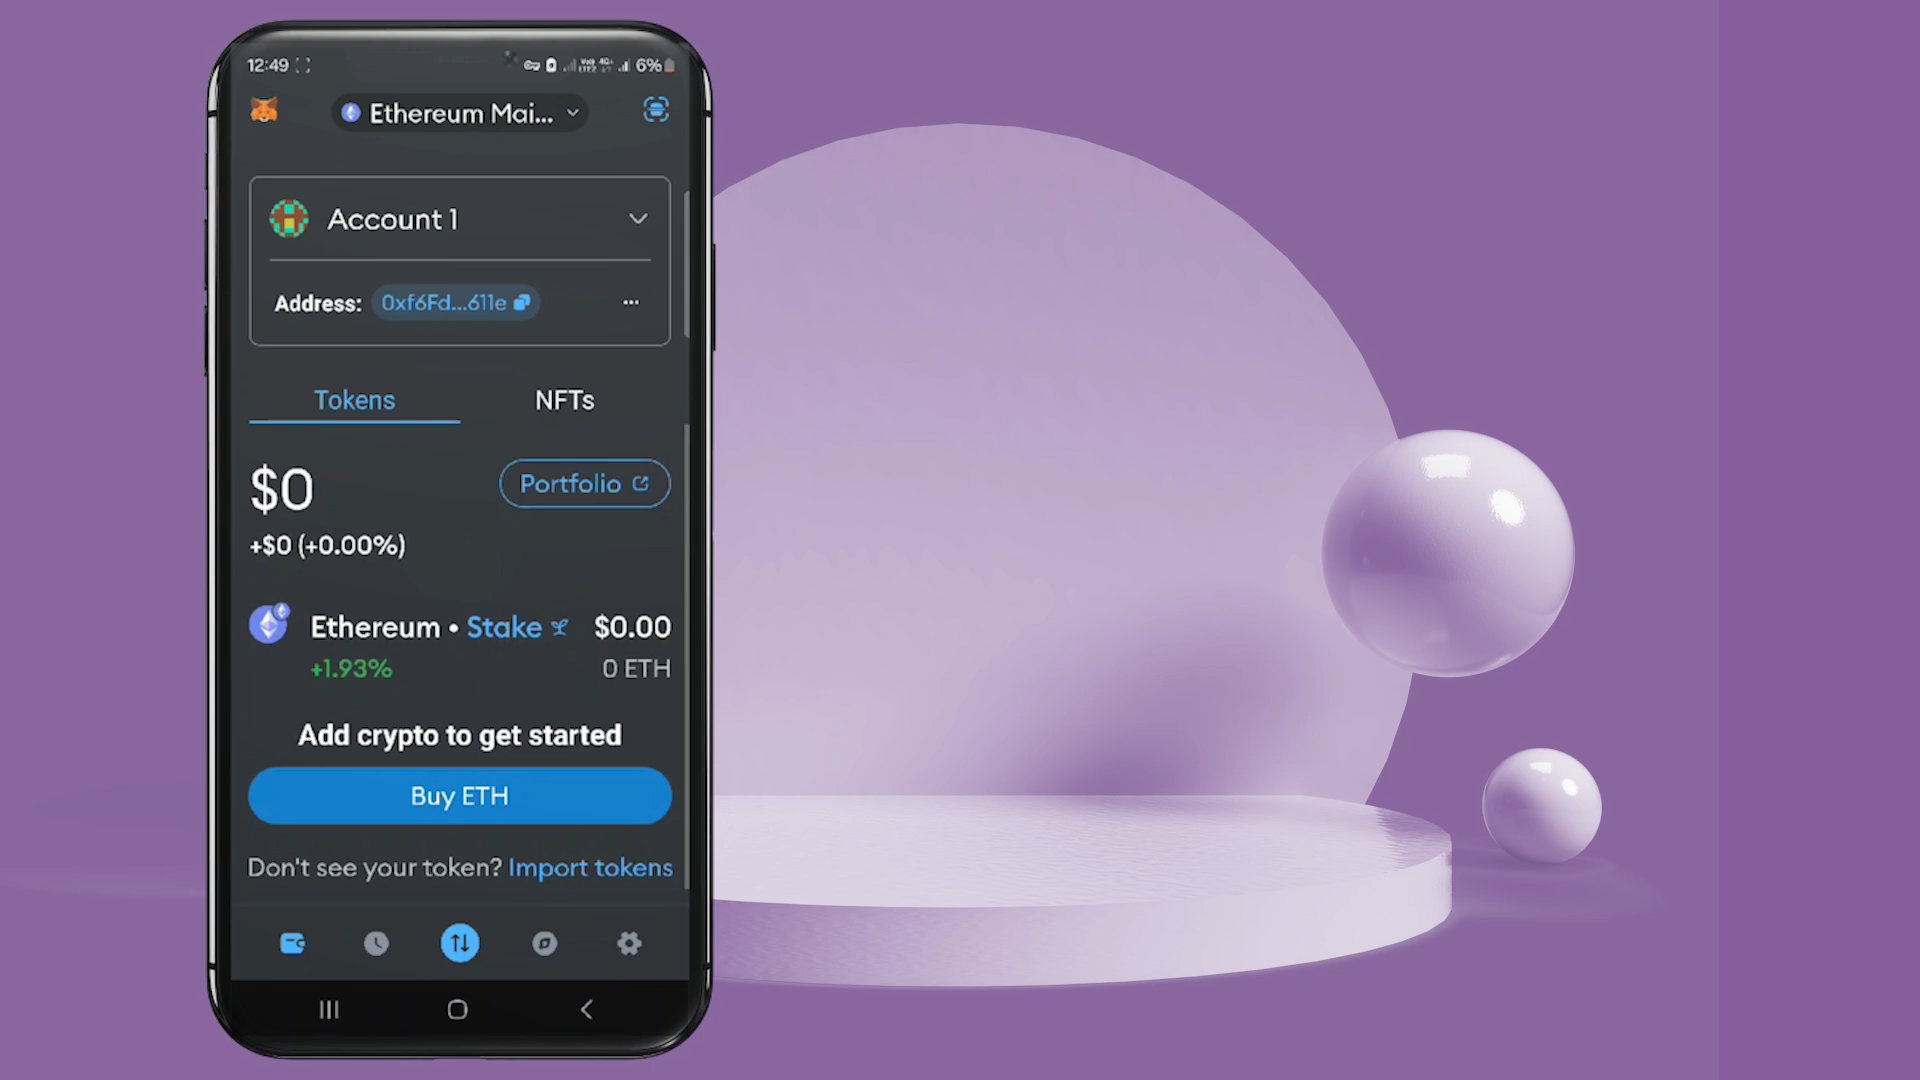 12:49 6%
Ethereum Mai...
Account 1
Address: 0xf6Fd...611e ...
Tokens NFTs
$0 Portfolio
+$0 (+0.00%)
Ethereum • Stake $0.00
+1.93% 0 ETH
Add crypto to get started
Buy ETH
Don't see your token? Import tokens